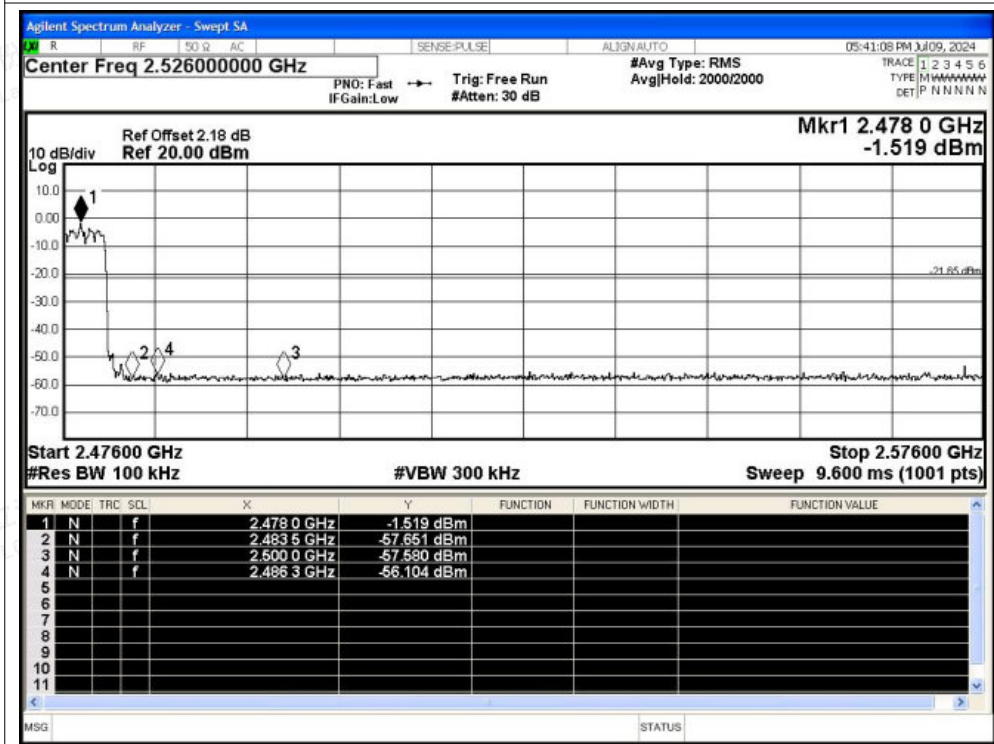 Agilent Spectrum Analyzer - Swept SA
LXI R RF 50 Ω AC SENSE:PULSE ALIGNAUTO 05:41:08 PM Jul 09, 2024
Center Freq 2.526000000 GHz #Avg Type: RMS TRACE 1 2 3 4 5 6
PNO: Fast Trig: Free Run Avg|Hold: 2000/2000 TYPE M
IFGain:Low #Atten: 30 dB DET P N N N N N
Mkr1 2.478 0 GHz
-1.519 dBm
Ref Offset 2.18 dB
10 dB/div Ref 20.00 dBm
Log
10.0
1
0.00
-10.0
-20.0
-21.65 dBm
-30.0
-40.0
-50.0
2 4 3
-60.0
-70.0
Start 2.47600 GHz Stop 2.57600 GHz
#Res BW 100 kHz #VBW 300 kHz Sweep 9.600 ms (1001 pts)
MKR MODE TRC SCL X Y FUNCTION FUNCTION WIDTH FUNCTION VALUE
1 N f 2.478 0 GHz -1.519 dBm
2 N f 2.483 5 GHz -57.651 dBm
3 N f 2.500 0 GHz -57.580 dBm
4 N f 2.486 3 GHz -56.104 dBm
5
6
7
8
9
10
11
MSG STATUS